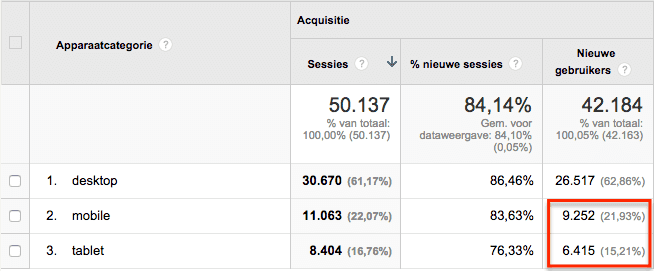 Acquisitie
Apparaatcategorie ?
Sessies ?
% nieuwe sessies ?
Nieuwe
gebruikers ?
50.137
% van totaal:
100,00% (50.137)
84,14%
Gem. voor
dataweergave: 84,10%
(0,05%)
42.184
% van totaal:
100,05% (42.163)
1. desktop 30.670 (61,17%) 86,46% 26.517 (62,86%)
2. mobile 11.063 (22,07%) 83,63% 9.252 (21,93%)
3. tablet 8.404 (16,76%) 76,33% 6.415 (15,21%)